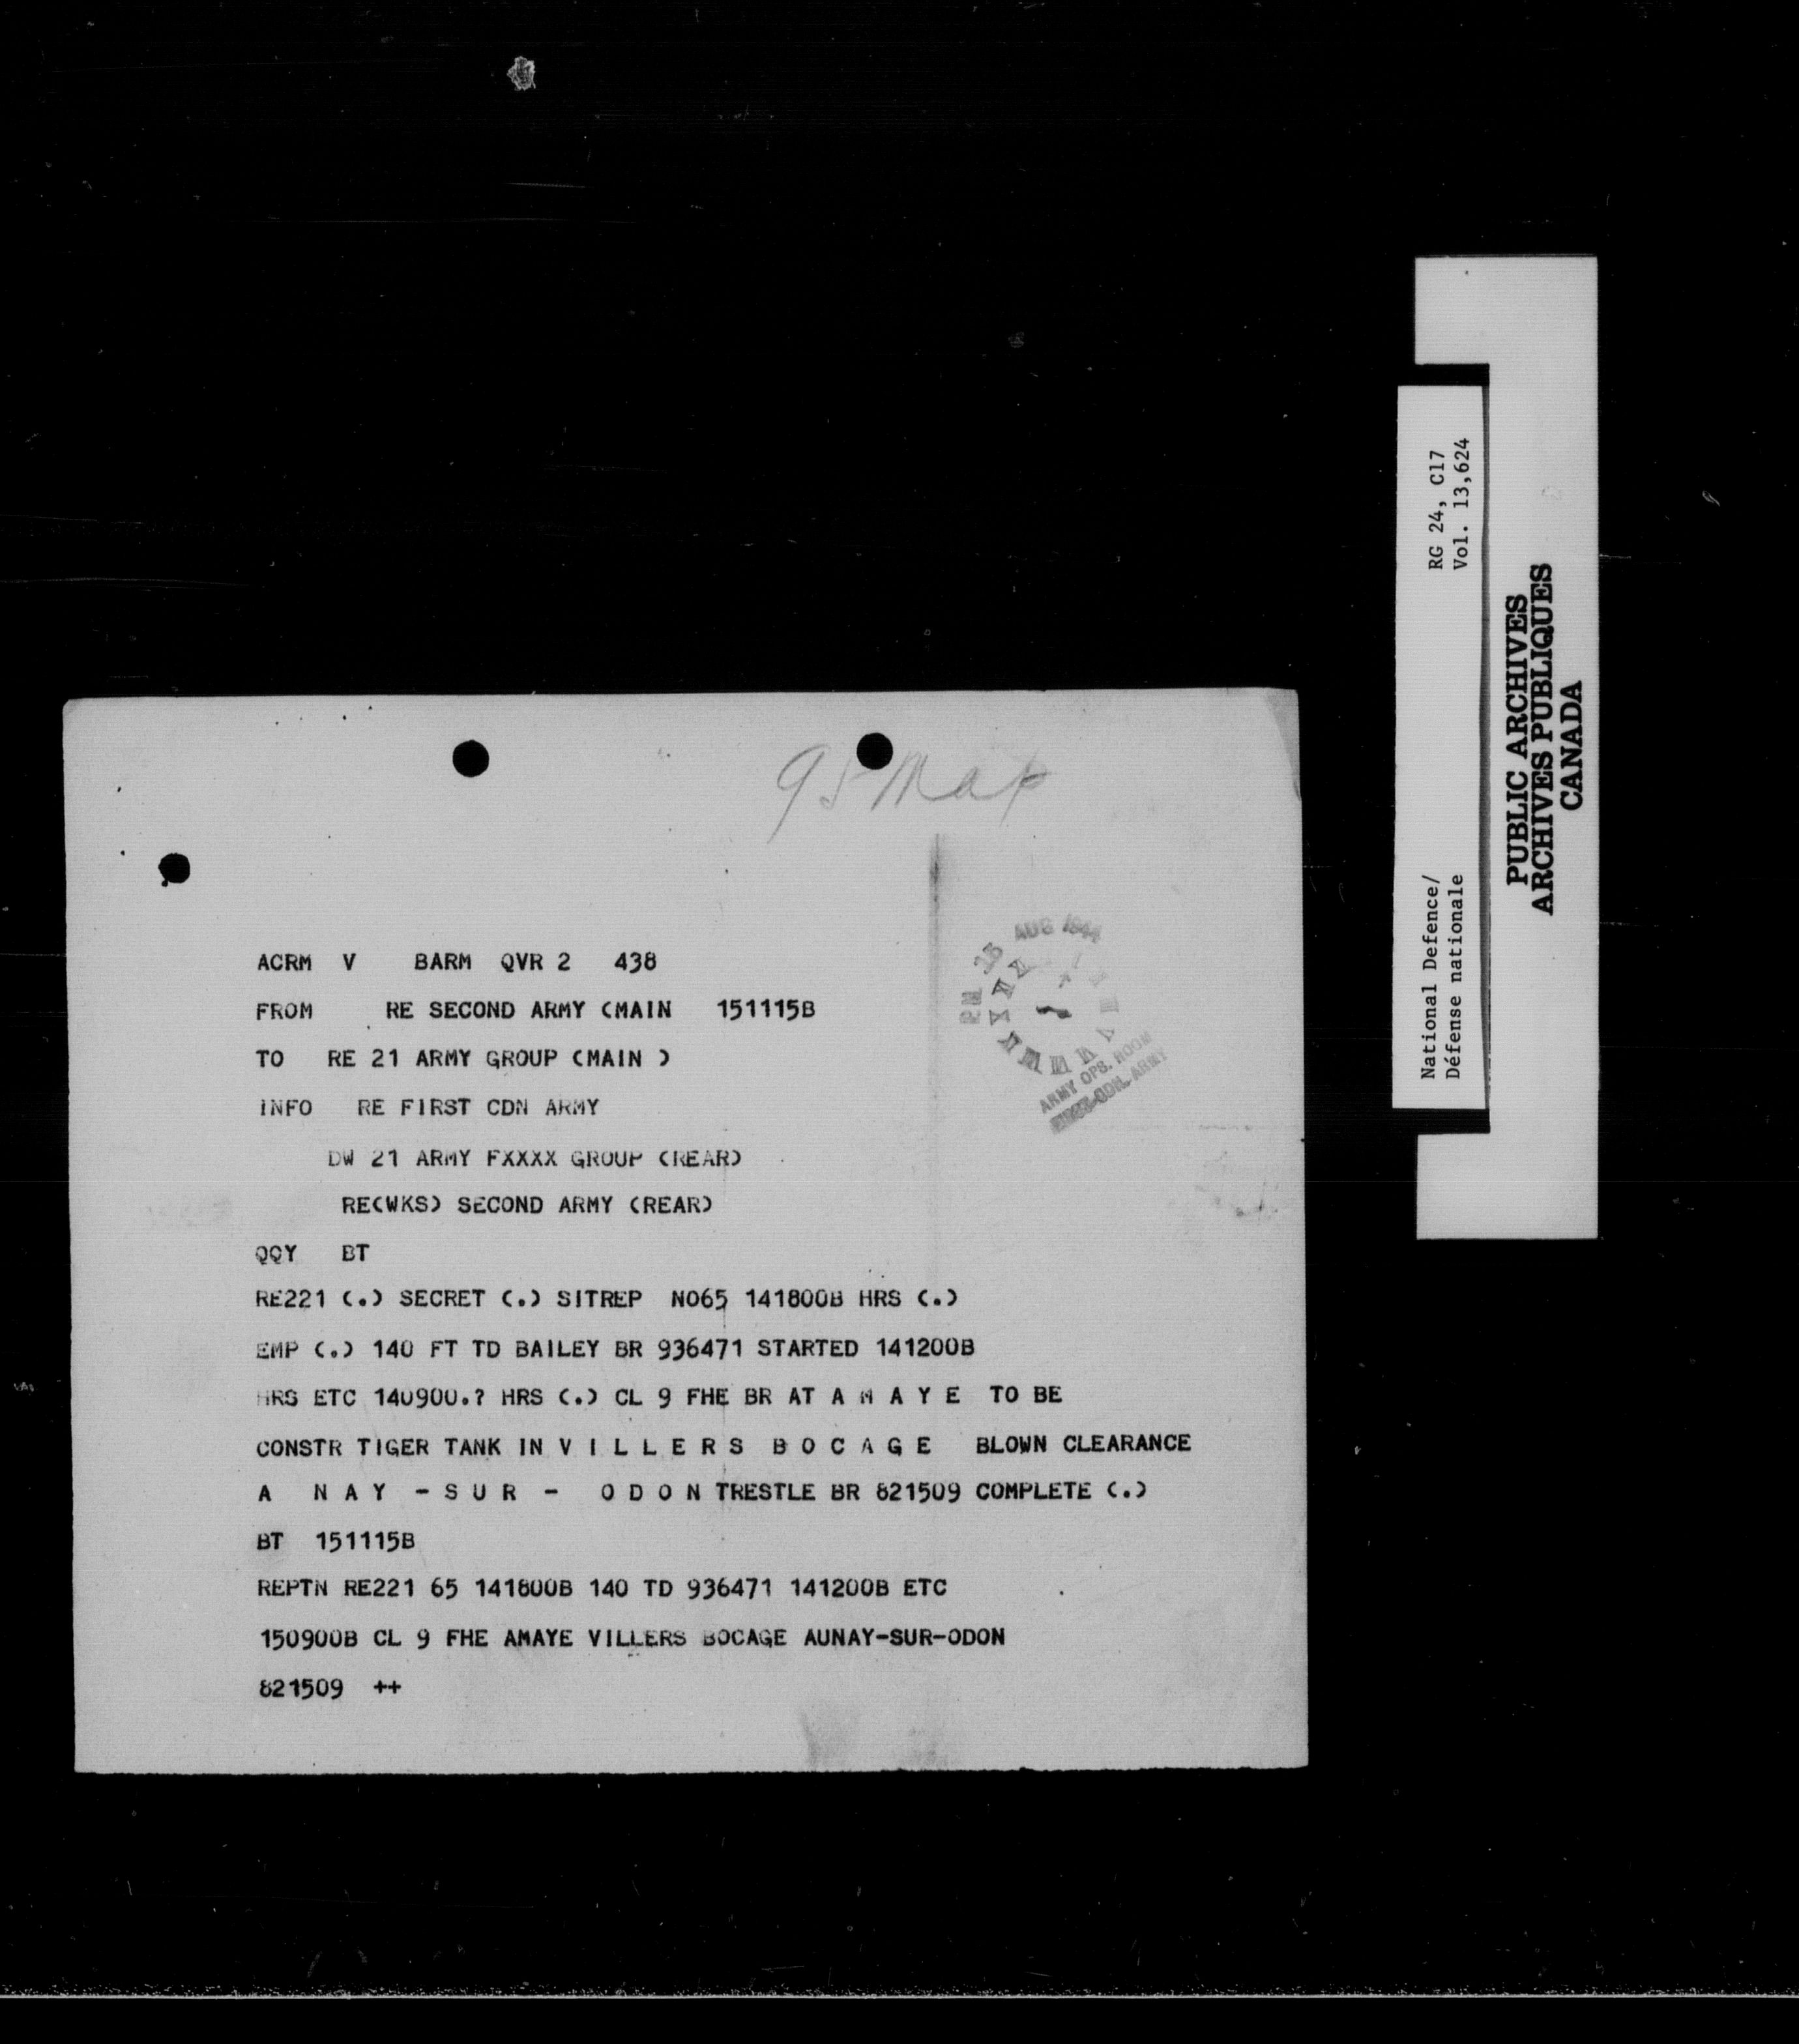 95 Map
AUG 1944
PM 15
ARMY OPS. ROOM
FIRST CDN. ARMY
ACRM V BARM QVR 2 438
FROM RE SECOND ARMY (MAIN 151115B
TO RE 21 ARMY GROUP (MAIN )
INFO RE FIRST CDN ARMY
DW 21 ARMY FXXXX GROUP (REAR)
RE(WKS) SECOND ARMY (REAR)
QQY BT
RE221 (.) SECRET (.) SITREP NO65 141800B HRS (.)
EMP (.) 140 FT TD BAILEY BR 936471 STARTED 141200B
HRS ETC 140900.? HRS (.) CL 9 FHE BR AT A M A Y E TO BE
CONSTR TIGER TANK IN V I L L E R S B O C A G E BLOWN CLEARANCE
A N A Y - S U R - O D O N TRESTLE BR 821509 COMPLETE (.)
BT 151115B
REPTN RE221 65 141800B 140 TD 936471 141200B ETC
150900B CL 9 FHE AMAYE VILLERS BOCAGE AUNAY-SUR-ODON
821509 ++
RG 24, C17
Vol. 13,624
National Defence/
Défense nationale
PUBLIC ARCHIVES
ARCHIVES PUBLIQUES
CANADA